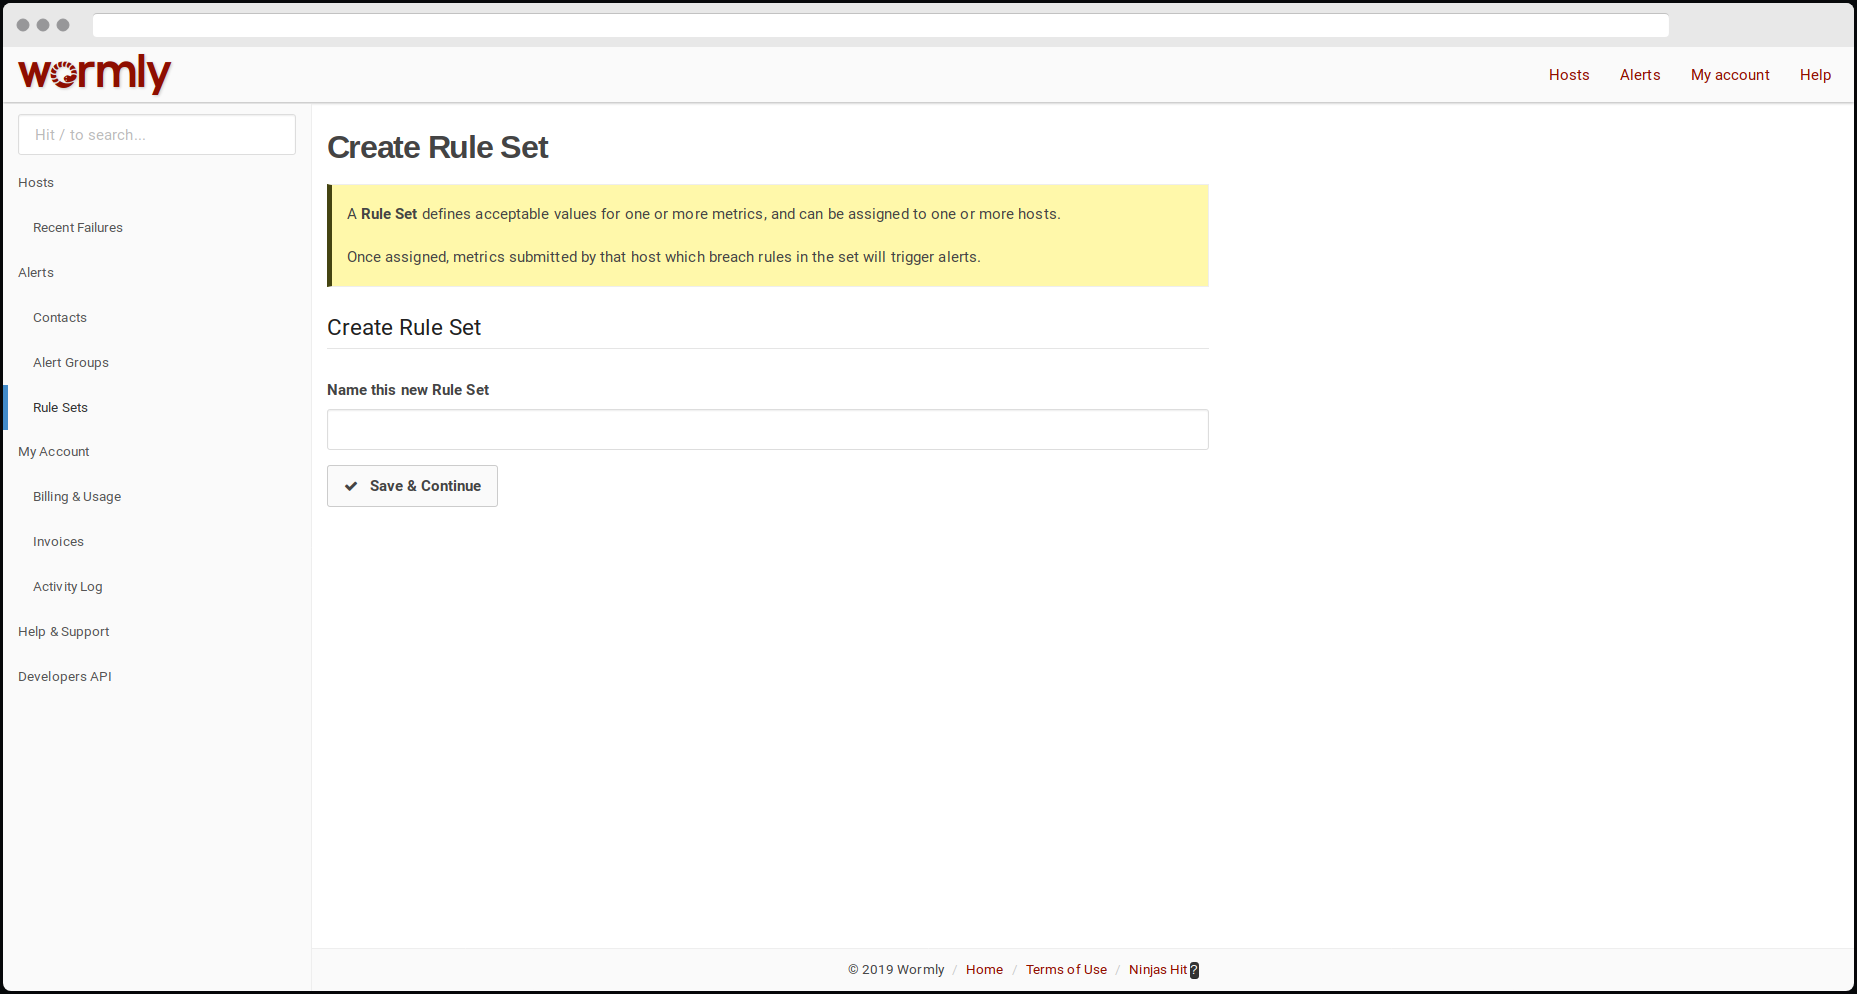 wormly
Hosts
Alerts
My account
Help
Hit / to search...
Hosts
Recent Failures
Alerts
Contacts
Alert Groups
Rule Sets
My Account
Billing & Usage
Invoices
Activity Log
Help & Support
Developers API
Create Rule Set
A Rule Set defines acceptable values for one or more metrics, and can be assigned to one or more hosts.
Once assigned, metrics submitted by that host which breach rules in the set will trigger alerts.
Create Rule Set
Name this new Rule Set
Save & Continue
© 2019 Wormly / Home / Terms of Use / Ninjas Hit ?